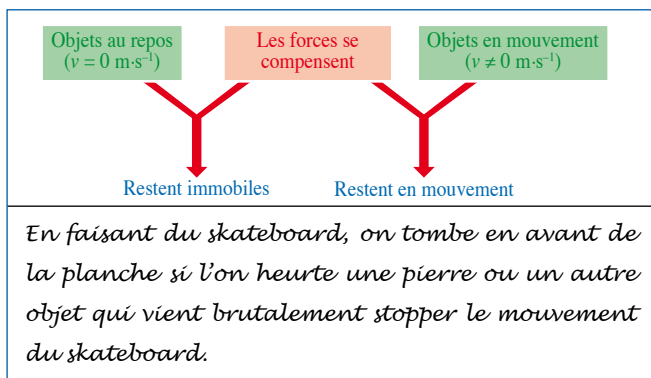 Objets au repos
(v = 0 m·s⁻¹)
Les forces se
compensent
Objets en mouvement
(v ≠ 0 m·s⁻¹)
Restent immobiles
Restent en mouvement
En faisant du skateboard, on tombe en avant de
la planche si l'on heurte une pierre ou un autre
objet qui vient brutalement stopper le mouvement
du skateboard.